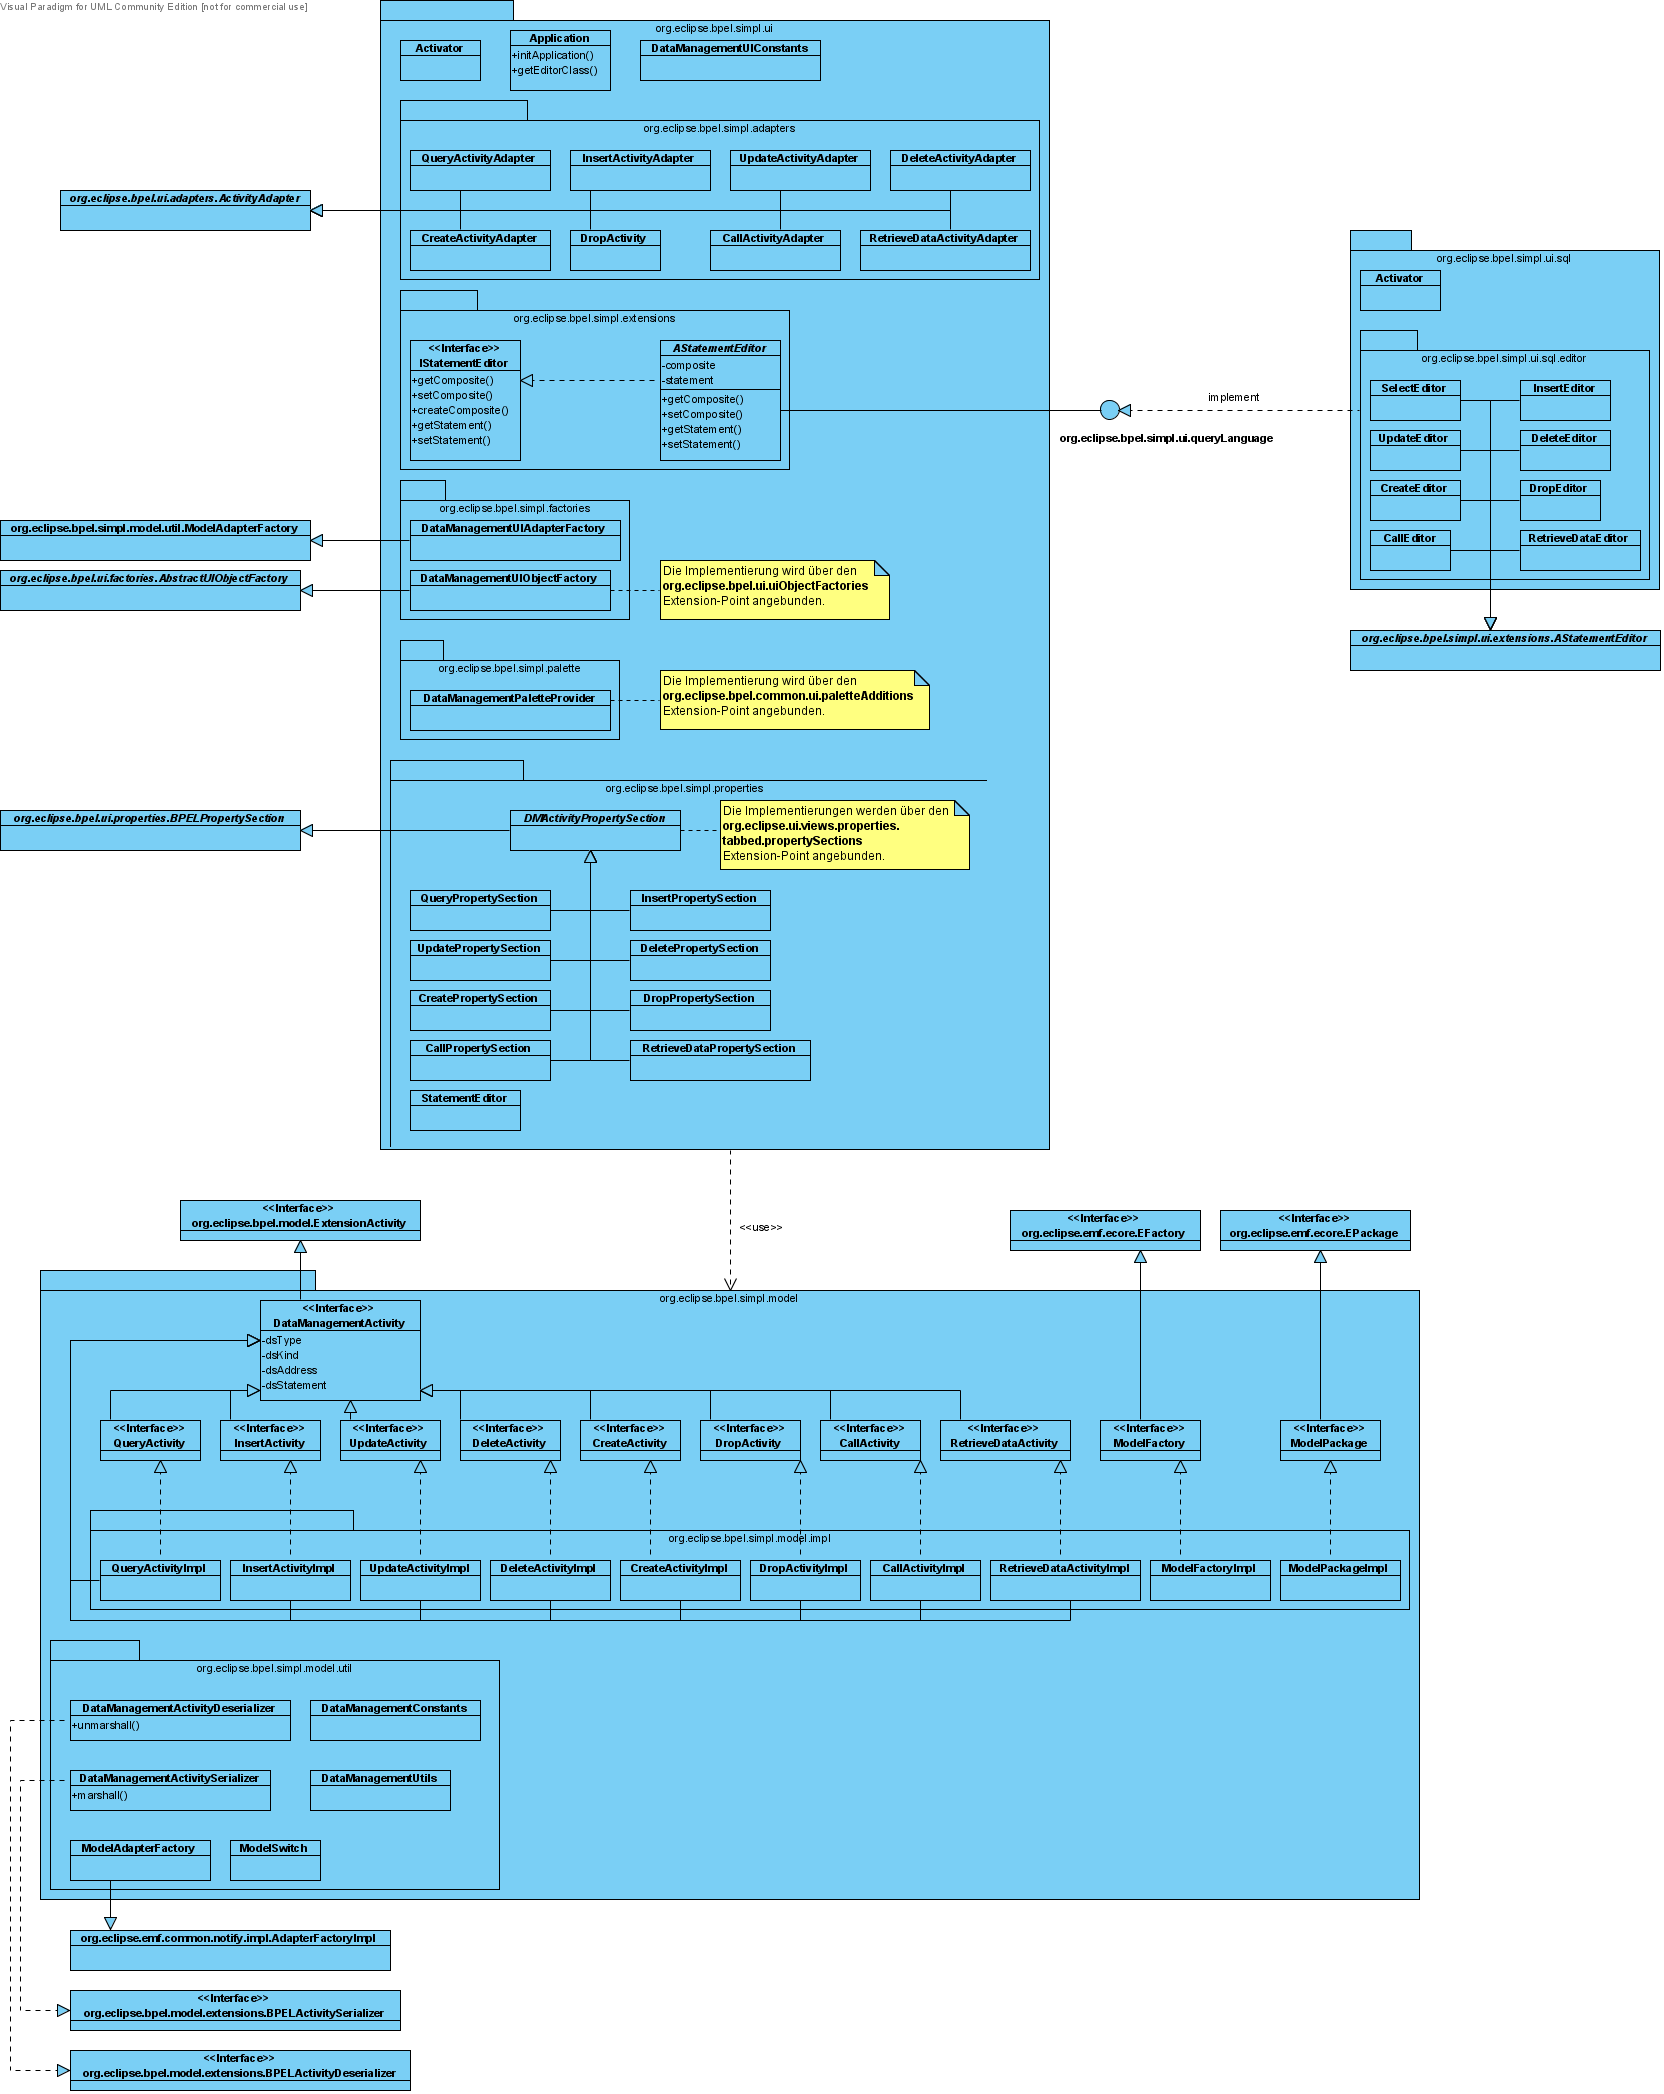 Visual Paradigm for UML Community Edition [not for commercial use]
org.eclipse.bpel.simpl.ui
Activator
Application
+initApplication()
+getEditorClass()
DataManagementUIConstants
org.eclipse.bpel.simpl.adapters
QueryActivityAdapter
InsertActivityAdapter
UpdateActivityAdapter
DeleteActivityAdapter
org.eclipse.bpel.ui.adapters.ActivityAdapter
CreateActivityAdapter
DropActivity
CallActivityAdapter
RetrieveDataActivityAdapter
org.eclipse.bpel.simpl.extensions
<<Interface>>
IStatementEditor
+getComposite()
+setComposite()
+createComposite()
+getStatement()
+setStatement()
AStatementEditor
-composite
-statement
+getComposite()
+setComposite()
+getStatement()
+setStatement()
org.eclipse.bpel.simpl.ui.queryLanguage
implement
org.eclipse.bpel.simpl.ui.sql
Activator
org.eclipse.bpel.simpl.ui.sql.editor
SelectEditor
InsertEditor
UpdateEditor
DeleteEditor
CreateEditor
DropEditor
CallEditor
RetrieveDataEditor
org.eclipse.bpel.simpl.ui.extensions.AStatementEditor
org.eclipse.bpel.simpl.factories
org.eclipse.bpel.simpl.model.util.ModelAdapterFactory
DataManagementUIAdapterFactory
org.eclipse.bpel.ui.factories.AbstractUIObjectFactory
DataManagementUIObjectFactory
Die Implementierung wird über den
org.eclipse.bpel.ui.uiObjectFactories
Extension-Point angebunden.
org.eclipse.bpel.simpl.palette
DataManagementPaletteProvider
Die Implementierung wird über den
org.eclipse.bpel.common.ui.paletteAdditions
Extension-Point angebunden.
org.eclipse.bpel.simpl.properties
org.eclipse.bpel.ui.properties.BPELPropertySection
DMActivityPropertySection
Die Implementierungen werden über den
org.eclipse.ui.views.properties.
tabbed.propertySections
Extension-Point angebunden.
QueryPropertySection
InsertPropertySection
UpdatePropertySection
DeletePropertySection
CreatePropertySection
DropPropertySection
CallPropertySection
RetrieveDataPropertySection
StatementEditor
<<use>>
<<Interface>>
org.eclipse.bpel.model.ExtensionActivity
<<Interface>>
org.eclipse.emf.ecore.EFactory
<<Interface>>
org.eclipse.emf.ecore.EPackage
org.eclipse.bpel.simpl.model
<<Interface>>
DataManagementActivity
-dsType
-dsKind
-dsAddress
-dsStatement
<<Interface>>
QueryActivity
<<Interface>>
InsertActivity
<<Interface>>
UpdateActivity
<<Interface>>
DeleteActivity
<<Interface>>
CreateActivity
<<Interface>>
DropActivity
<<Interface>>
CallActivity
<<Interface>>
RetrieveDataActivity
<<Interface>>
ModelFactory
<<Interface>>
ModelPackage
org.eclipse.bpel.simpl.model.impl
QueryActivityImpl
InsertActivityImpl
UpdateActivityImpl
DeleteActivityImpl
CreateActivityImpl
DropActivityImpl
CallActivityImpl
RetrieveDataActivityImpl
ModelFactoryImpl
ModelPackageImpl
org.eclipse.bpel.simpl.model.util
DataManagementActivityDeserializer
+unmarshall()
DataManagementConstants
DataManagementActivitySerializer
+marshall()
DataManagementUtils
ModelAdapterFactory
ModelSwitch
org.eclipse.emf.common.notify.impl.AdapterFactoryImpl
<<Interface>>
org.eclipse.bpel.model.extensions.BPELActivitySerializer
<<Interface>>
org.eclipse.bpel.model.extensions.BPELActivityDeserializer